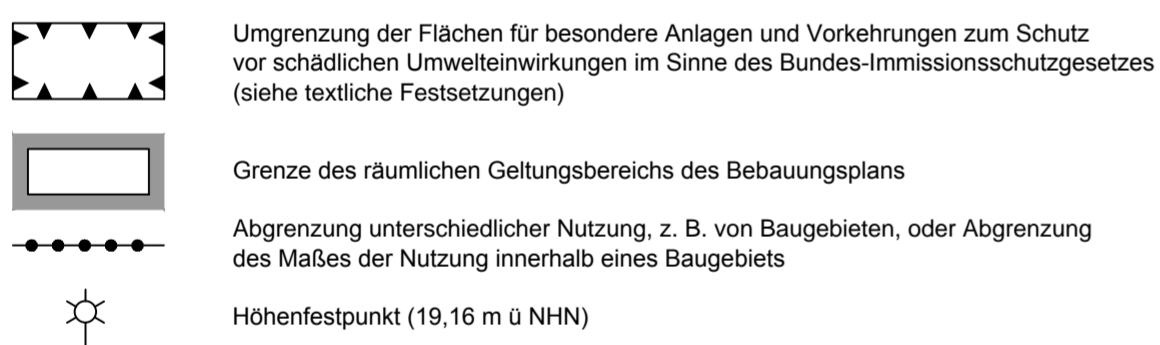 Umgrenzung der Flächen für besondere Anlagen und Vorkehrungen zum Schutz
vor schädlichen Umwelteinwirkungen im Sinne des Bundes-Immissionsschutzgesetzes
(siehe textliche Festsetzungen)
Grenze des räumlichen Geltungsbereichs des Bebauungsplans
Abgrenzung unterschiedlicher Nutzung, z. B. von Baugebieten, oder Abgrenzung
des Maßes der Nutzung innerhalb eines Baugebiets
Höhenfestpunkt (19,16 m ü NHN)